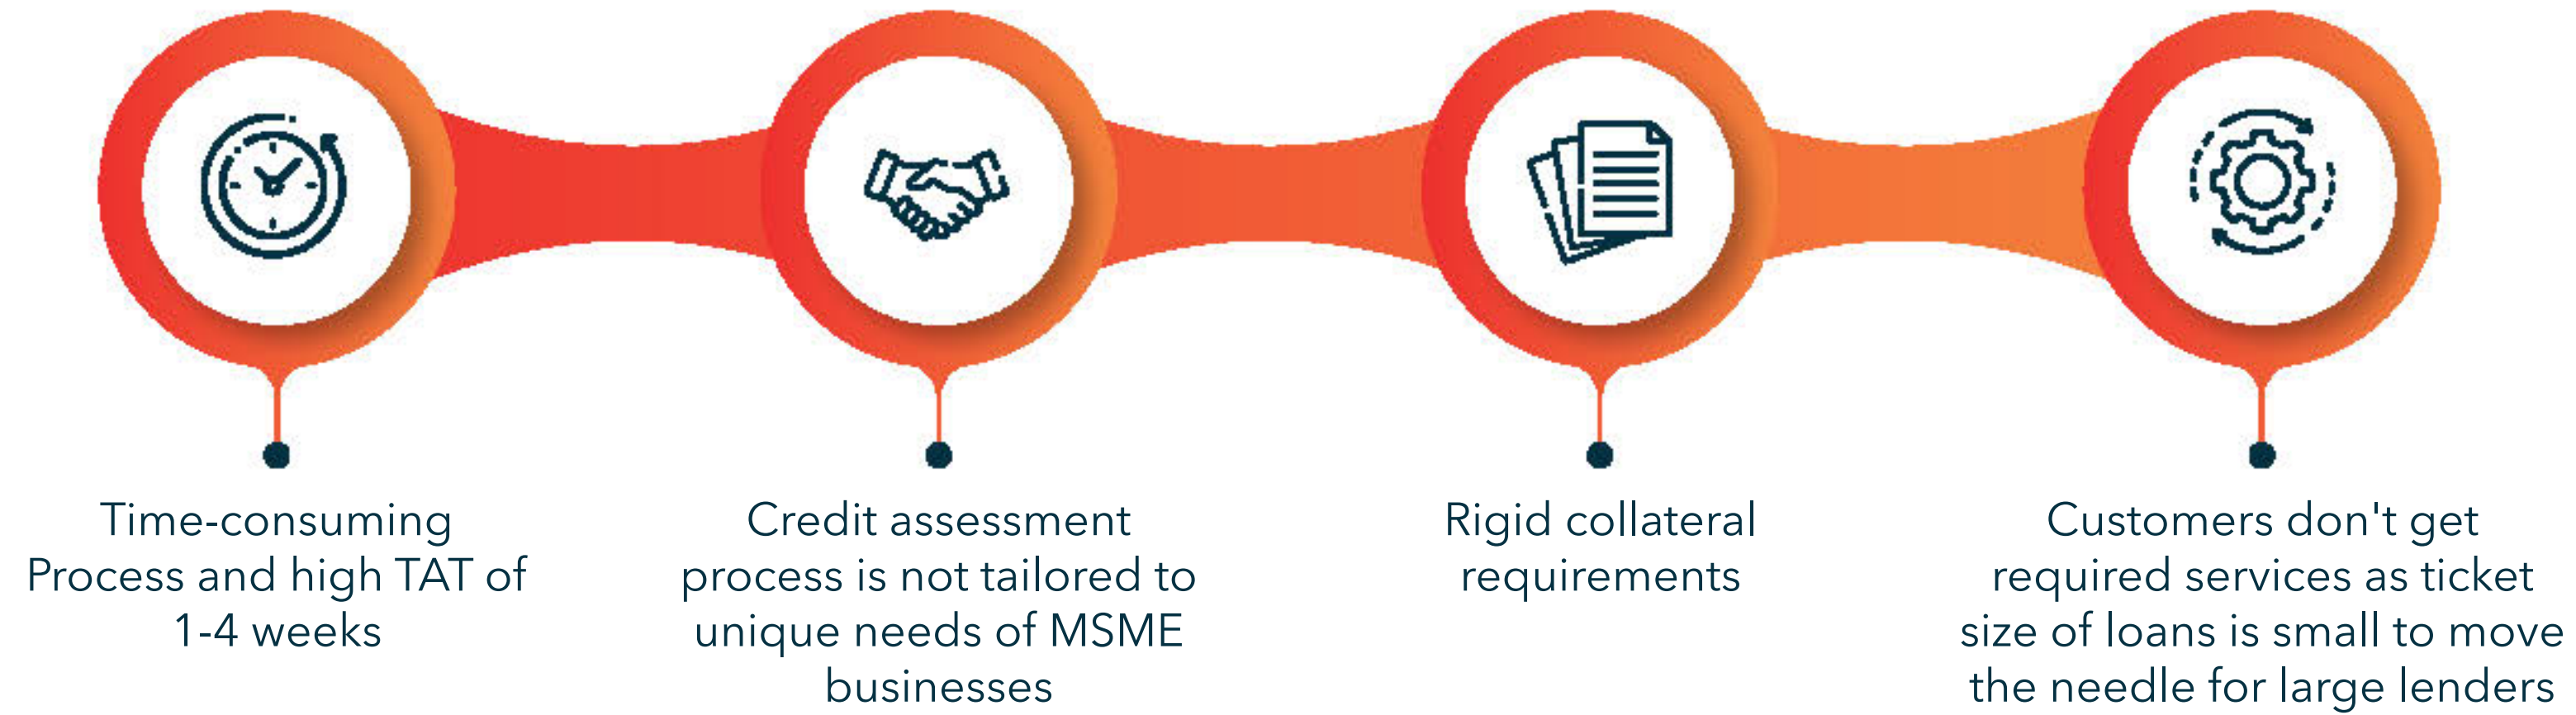 Time-consuming
Process and high TAT of
1-4 weeks
Credit assessment
process is not tailored to
unique needs of MSME
businesses
Rigid collateral
requirements
Customers don't get
required services as ticket
size of loans is small to move
the needle for large lenders